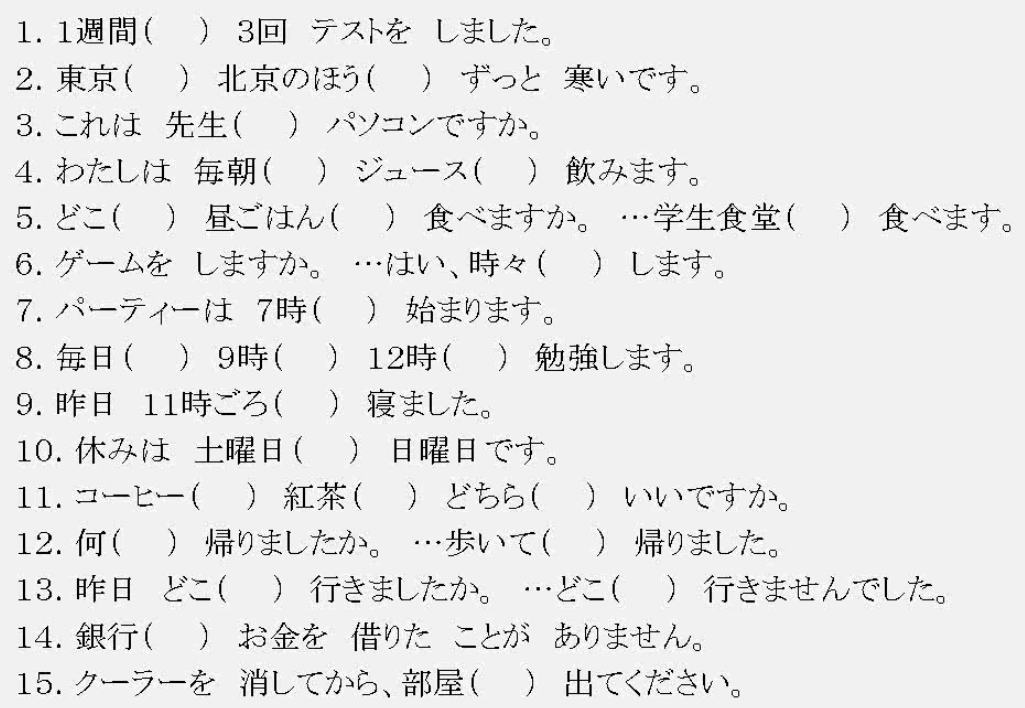 1. 1週間(　) 3回 テストを しました。
2. 東京(　) 北京のほう(　) ずっと 寒いです。
3. これは 先生(　) パソコンですか。
4. わたしは 毎朝(　) ジュース(　) 飲みます。
5. どこ(　) 昼ごはん(　) 食べますか。 …学生食堂(　) 食べます。
6. ゲームを しますか。 …はい、時々(　) します。
7. パーティーは 7時(　) 始まります。
8. 毎日(　) 9時(　) 12時(　) 勉強します。
9. 昨日 11時ごろ(　) 寝ました。
10. 休みは 土曜日(　) 日曜日です。
11. コーヒー(　) 紅茶(　) どちら(　) いいですか。
12. 何(　) 帰りましたか。 …歩いて(　) 帰りました。
13. 昨日 どこ(　) 行きましたか。 …どこ(　) 行きませんでした。
14. 銀行(　) お金を 借りた ことが ありません。
15. クーラーを 消してから、部屋(　) 出てください。